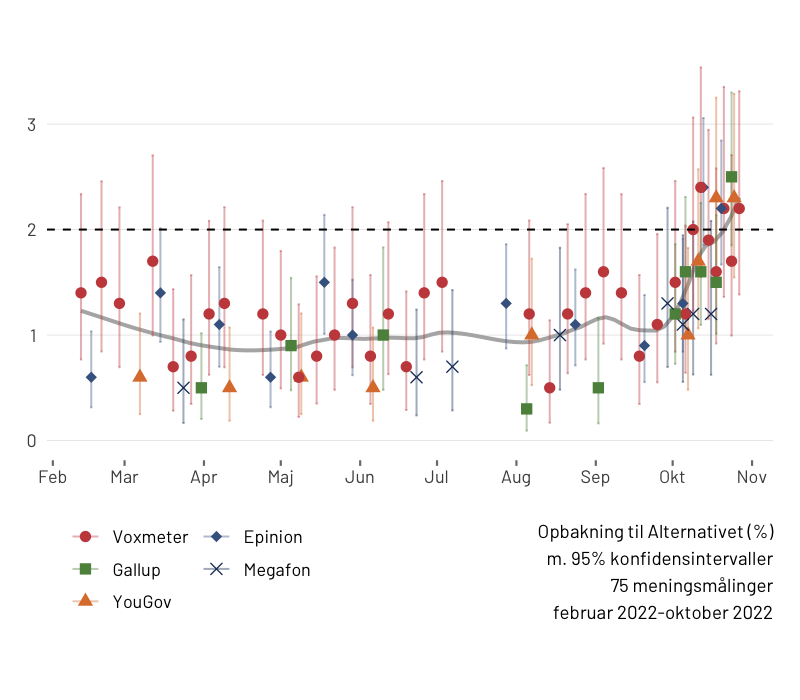 3
2
1
0
Feb Mar Apr Maj Jun Jul Aug Sep Okt Nov
Voxmeter Epinion
Gallup Megafon
YouGov
Opbakning til Alternativet (%)
m. 95% konfidensintervaller
75 meningsmålinger
februar 2022-oktober 2022